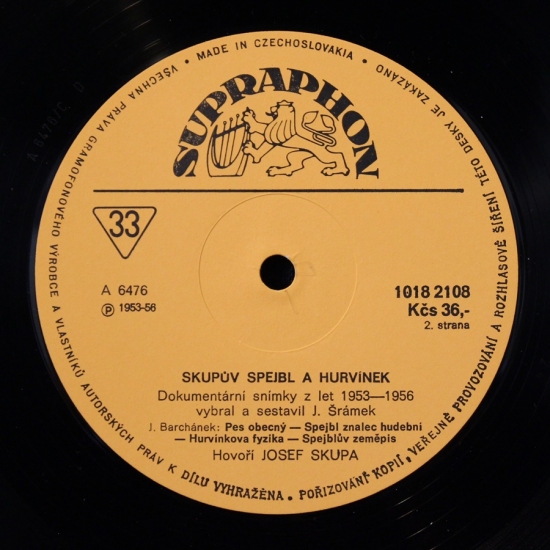 • MADE IN CZECHOSLOVAKIA •
SUPRAPHON
33
A 6476
Ⓟ 1953-56
1018 2108
Kčs 36,-
2. strana
SKUPŮV SPEJBL A HURVÍNEK
Dokumentární snímky z let 1953—1956
vybral a sestavil J. Šrámek
J. Barchánek: Pes obecný — Spejbl znalec hudební
— Hurvínkova fyzika — Spejblův zeměpis
Hovoří JOSEF SKUPA
VŠECHNA PRÁVA GRAMOFONOVÉHO VÝROBCE A VLASTNÍKŮ AUTORSKÝCH PRÁV K DÍLU VYHRAŽENA. • POŘIZOVÁNÍ KOPIÍ, VEŘEJNÉ PROVOZOVÁNÍ A ROZHLASOVÉ ŠÍŘENÍ TÉTO DESKY JE ZAKÁZÁNO